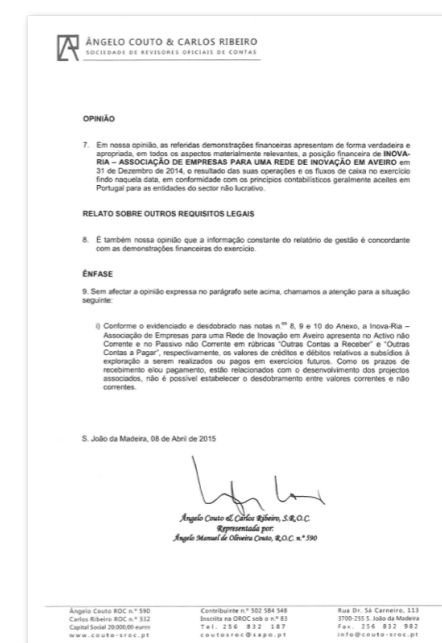 ÂNGELO COUTO & CARLOS RIBEIRO
SOCIEDADE DE REVISORES OFICIAIS DE CONTAS
OPINIÃO
7. Em nossa opinião, as referidas demonstrações financeiras apresentam de forma verdadeira e
apropriada, em todos os aspectos materialmente relevantes, a posição financeira de INOVA-
RIA – ASSOCIAÇÃO DE EMPRESAS PARA UMA REDE DE INOVAÇÃO EM AVEIRO em
31 de Dezembro de 2014, o resultado das suas operações e os fluxos de caixa no exercício
findo naquela data, em conformidade com os princípios contabilísticos geralmente aceites em
Portugal para as entidades do sector não lucrativo.
RELATO SOBRE OUTROS REQUISITOS LEGAIS
8. É também nossa opinião que a informação constante do relatório de gestão é concordante
com as demonstrações financeiras do exercício.
ÊNFASE
9. Sem afectar a opinião expressa no parágrafo sete acima, chamamos a atenção para a situação
seguinte:
i) Conforme o evidenciado e desdobrado nas notas n.os 8, 9 e 10 do Anexo, a Inova-Ria –
Associação de Empresas para uma Rede de Inovação em Aveiro apresenta no Activo não
Corrente e no Passivo não Corrente em rúbricas "Outras Contas a Receber" e "Outras
Contas a Pagar", respectivamente, os valores de créditos e débitos relativos a subsídios à
exploração a serem realizados ou pagos em exercícios futuros. Como os prazos de
recebimento e/ou pagamento, estão relacionados com o desenvolvimento dos projectos
associados, não é possível estabelecer o desdobramento entre valores correntes e não
correntes.
S. João da Madeira, 08 de Abril de 2015
Ângelo Couto & Carlos Ribeiro, S.R.O.C.
Representada por:
Ângelo Manuel de Oliveira Couto, R.O.C. n.º 590
Ângelo Couto ROC n.º 590
Carlos Ribeiro ROC n.º 332
Capital Social 20.000,00 euros
www.couto-sroc.pt
Contribuinte n.º 502 584 548
Inscrita na OROC sob o n.º 83
Tel. 256 832 187
coutosroc@sapo.pt
Rua Dr. Sá Carneiro, 113
3700-255 S. João da Madeira
Fax. 256 832 982
info@couto-sroc.pt